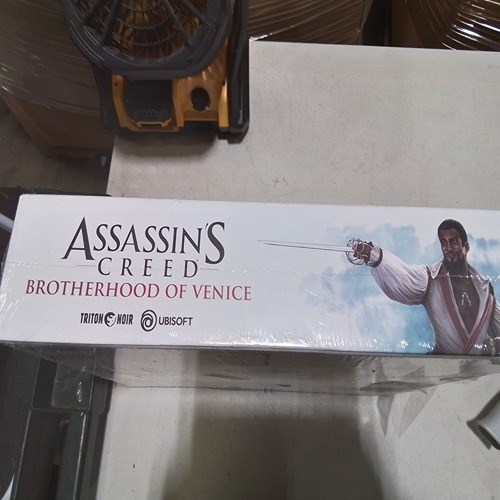 ASSASSIN'S
CREED
BROTHERHOOD OF VENICE
TRITON NOIR UBISOFT